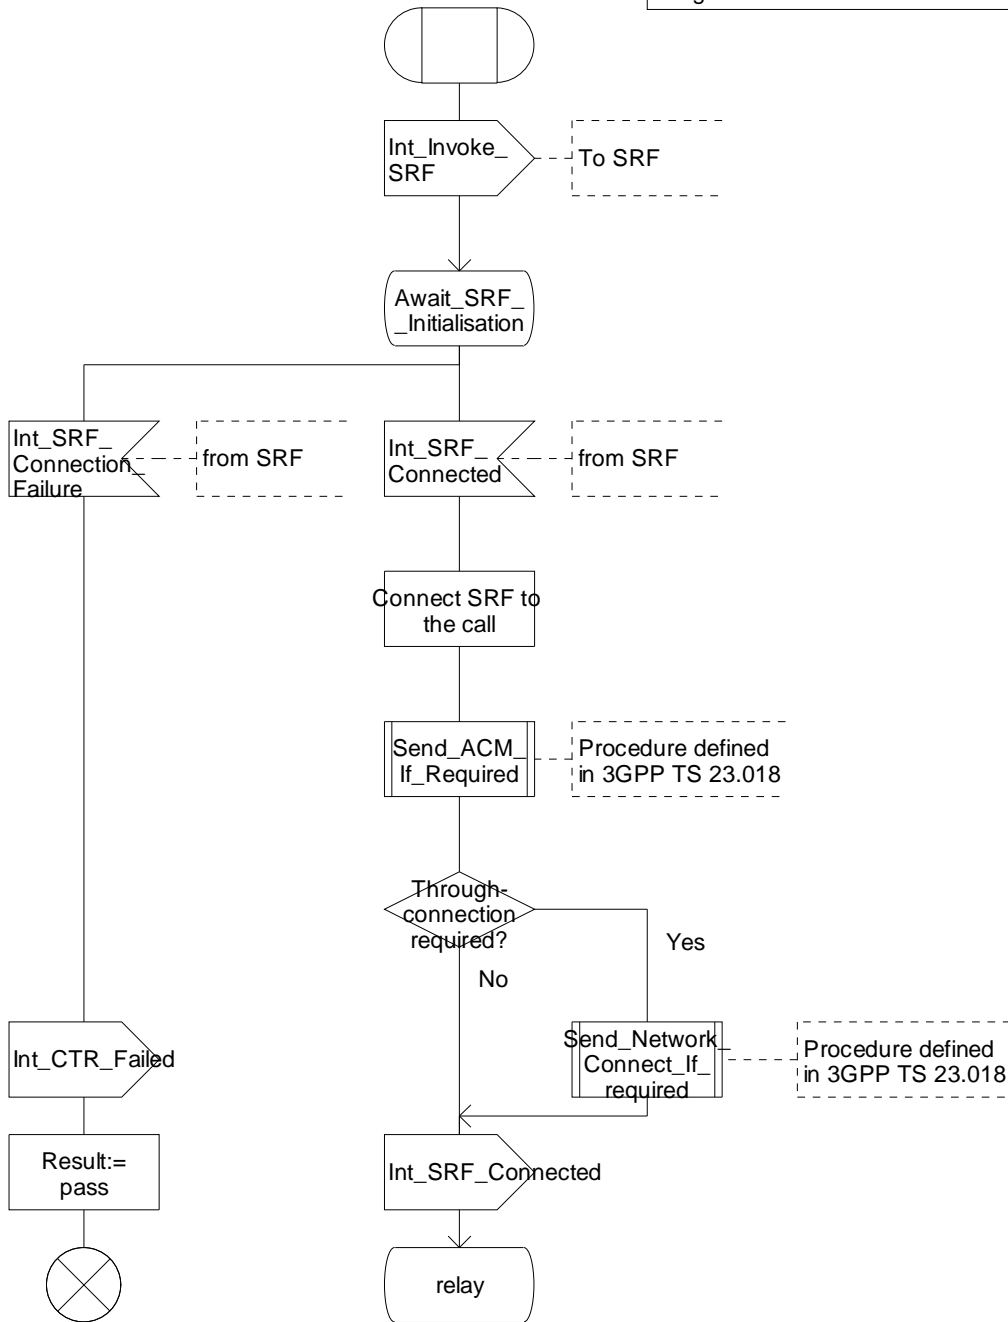 Int_Invoke_
SRF
To SRF
Await_SRF_
_Initialisation
Int_SRF_
Connection_
Failure
from SRF
Int_SRF_
Connected
from SRF
Connect SRF to
the call
Send_ACM_
If_Required
Procedure defined
in 3GPP TS 23.018
Through-
connection
required?
Yes
No
Int_CTR_Failed
Send_Network_
Connect_If_
required
Procedure defined
in 3GPP TS 23.018
Result:=
pass
Int_SRF_Connected
relay